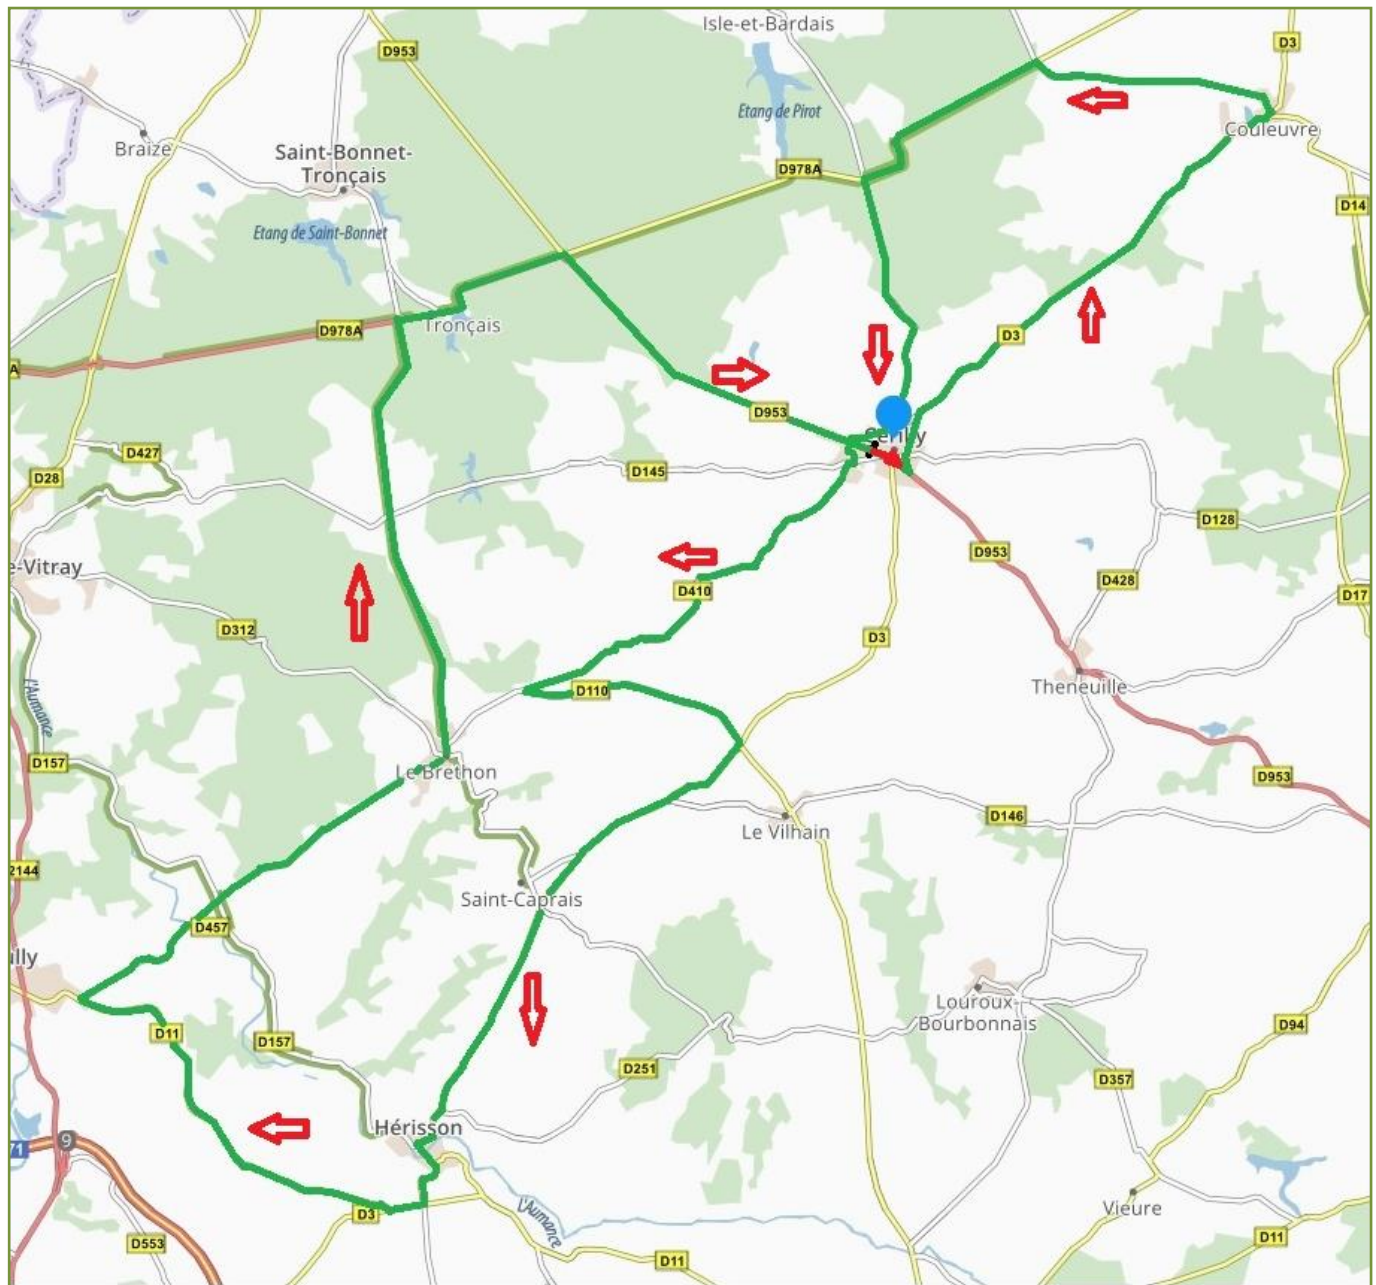 Isle-et-Bardais
D3
D953
Etang de Pirot
Couleuvre
Braize
Saint-Bonnet-
Tronçais
D978A
D14
Etang de Saint-Bonnet
D978A
Tronçais
D3
A
D953
D427
D145
D28
D128
D953
e-Vitray
D428
D410
D17
D312
D3
L'Aumance
D110
Theneuille
D157
Le Brethon
D953
D146
Le Vilhain
2144
Saint-Caprais
D457
illy
Louroux-
Bourbonnais
D11
D157
D94
D251
D357
Hérisson
9
71
L'Aumance
Vieure
D3
D553
D11
D11